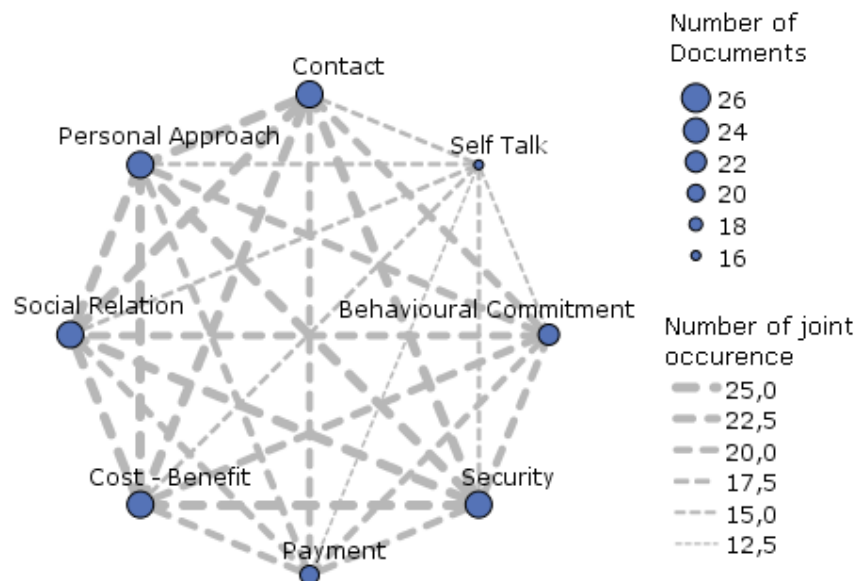 Contact
Personal Approach
Self Talk
Social Relation
Behavioural Commitment
Cost - Benefit
Security
Payment
Number of
Documents
26
24
22
20
18
16
Number of joint
occurence
25,0
22,5
20,0
17,5
15,0
12,5